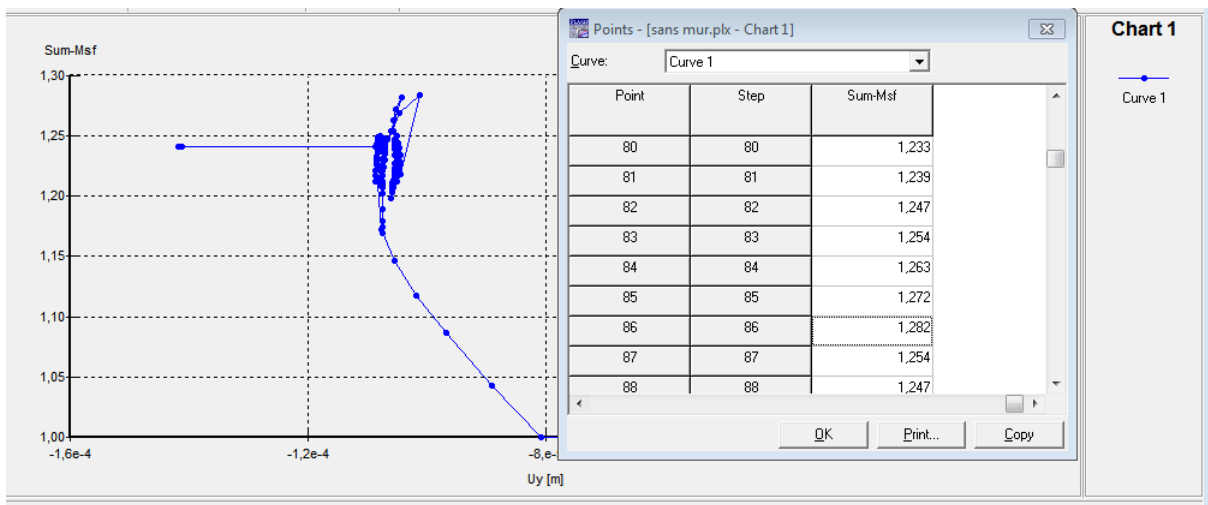 Sum-Msf
1,30
1,25
1,20
1,15
1,10
1,05
1,00
-1,6e-4
-1,2e-4
-8,e-
Uy [m]
Points - [sans mur.plx - Chart 1]
Curve:
Curve 1
Point Step Sum-Msf
80 80 1,233
81 81 1,239
82 82 1,247
83 83 1,254
84 84 1,263
85 85 1,272
86 86 1,282
87 87 1,254
88 88 1,247
OK Print... Copy
Chart 1
Curve 1